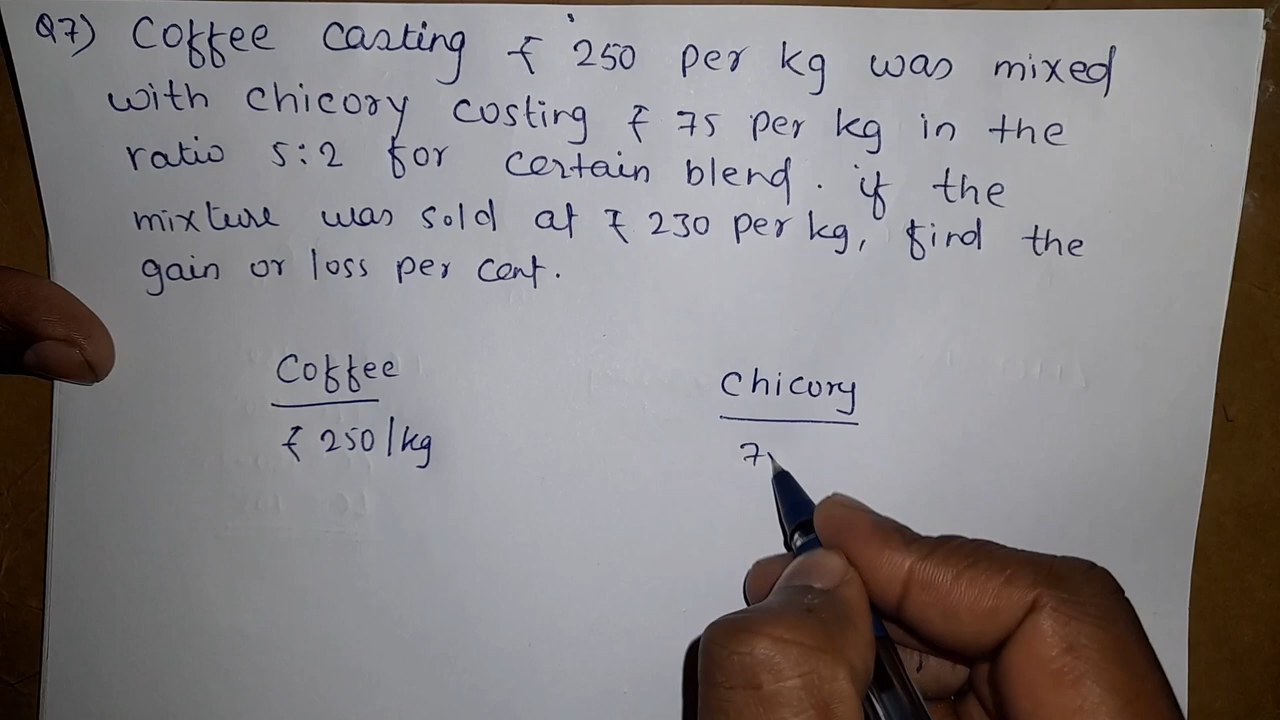 Q7) Coffee casting ₹ 250 per kg was mixed
with chicory costing ₹ 75 per kg in the
ratio 5:2 for certain blend. if the
mixture was sold at ₹ 230 per kg, find the
gain or loss per cent.
Coffee
Chicory
₹ 250/kg
7